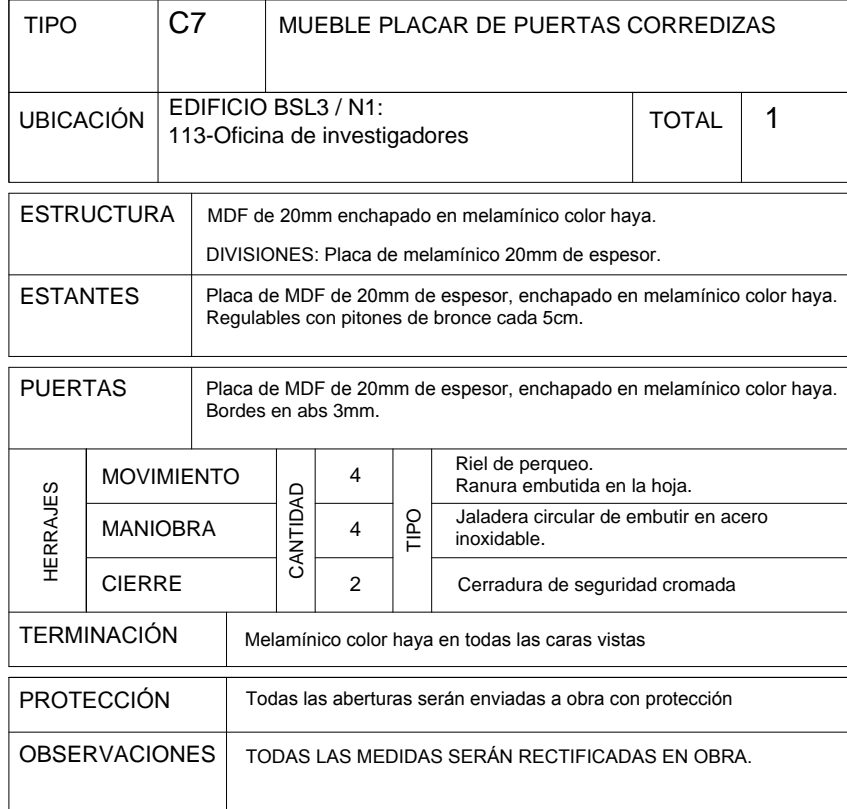 TIPO C7 MUEBLE PLACAR DE PUERTAS CORREDIZAS
UBICACIÓN EDIFICIO BSL3 / N1:
113-Oficina de investigadores
TOTAL 1
ESTRUCTURA MDF de 20mm enchapado en melamínico color haya.
DIVISIONES: Placa de melamínico 20mm de espesor.
ESTANTES Placa de MDF de 20mm de espesor, enchapado en melamínico color haya.
Regulables con pitones de bronce cada 5cm.
PUERTAS Placa de MDF de 20mm de espesor, enchapado en melamínico color haya.
Bordes en abs 3mm.
HERRAJES
MOVIMIENTO
CANTIDAD
4
TIPO
Riel de perqueo.
Ranura embutida en la hoja.
MANIOBRA 4 Jaladera circular de embutir en acero
inoxidable.
CIERRE 2 Cerradura de seguridad cromada
TERMINACIÓN Melamínico color haya en todas las caras vistas
PROTECCIÓN Todas las aberturas serán enviadas a obra con protección
OBSERVACIONES TODAS LAS MEDIDAS SERÁN RECTIFICADAS EN OBRA.